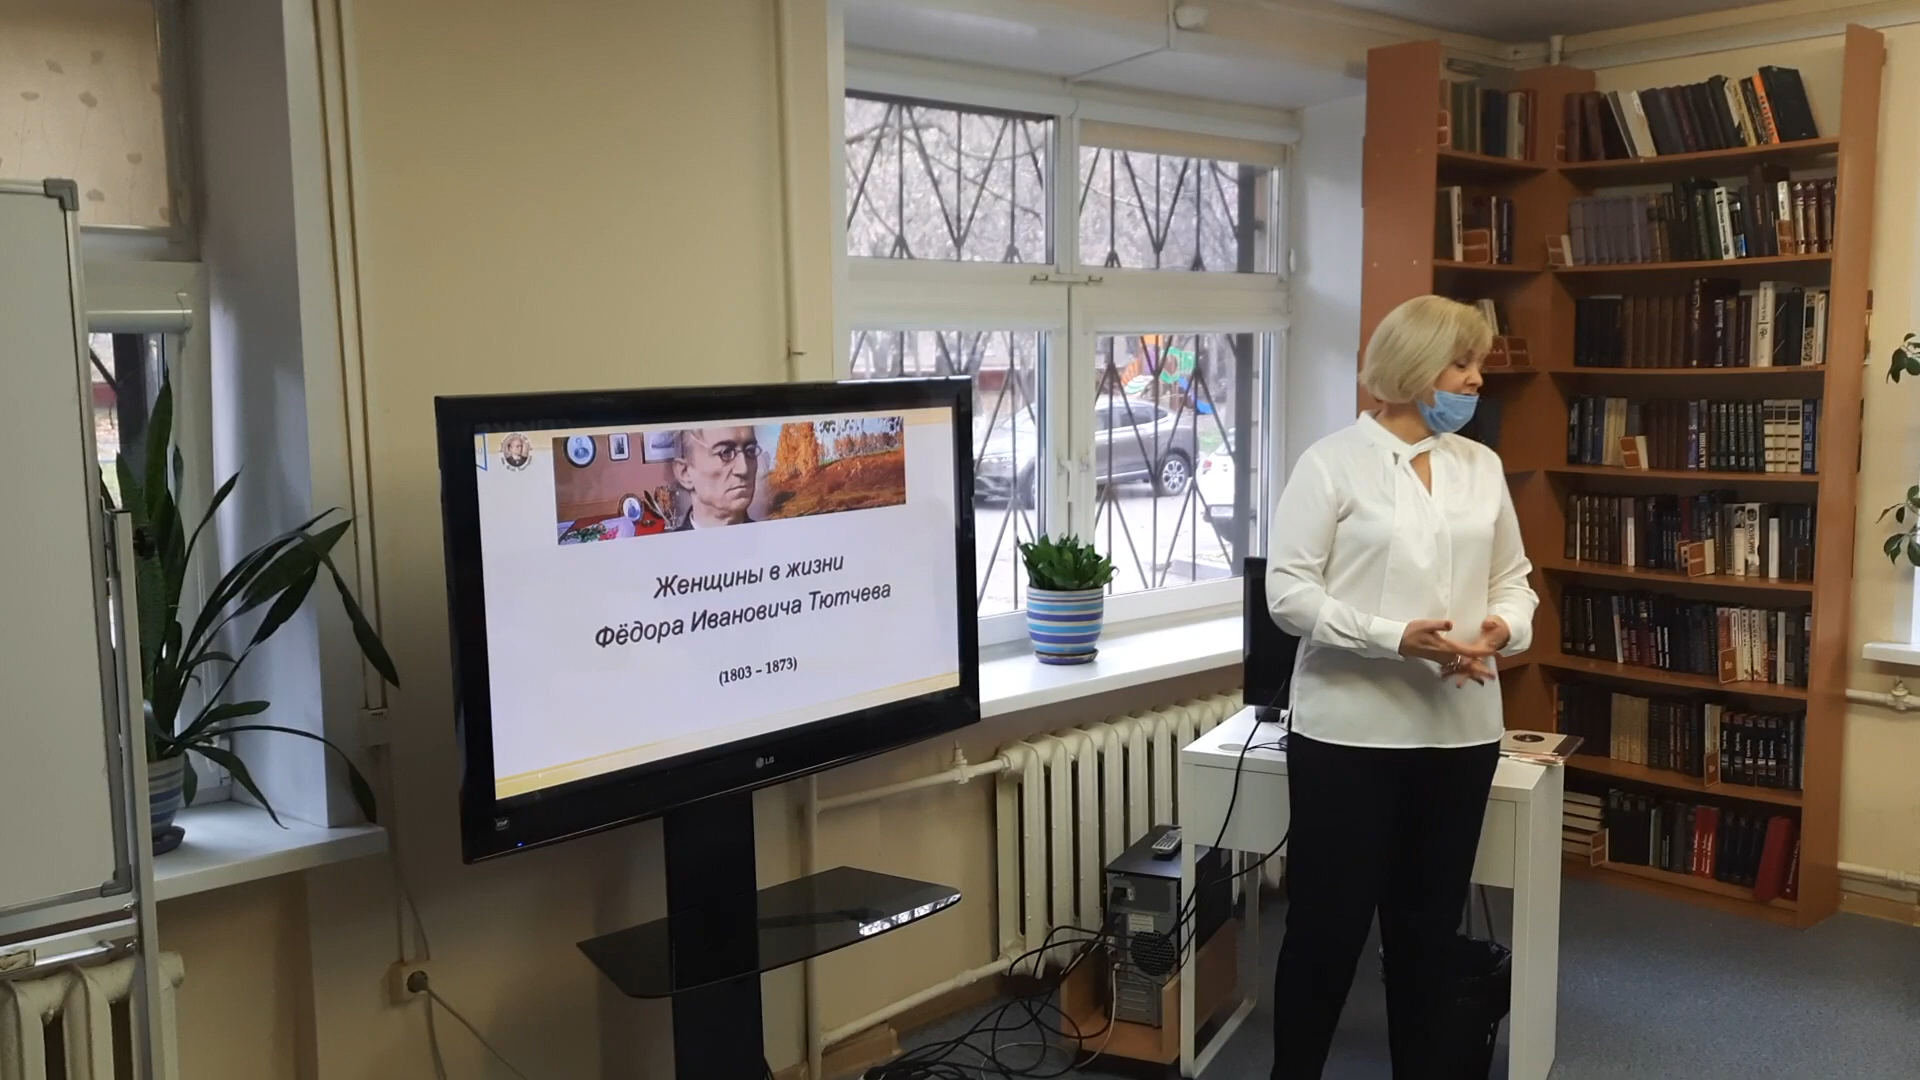 Женщины в жизни
Фёдора Ивановича Тютчева
(1803 – 1873)
LG